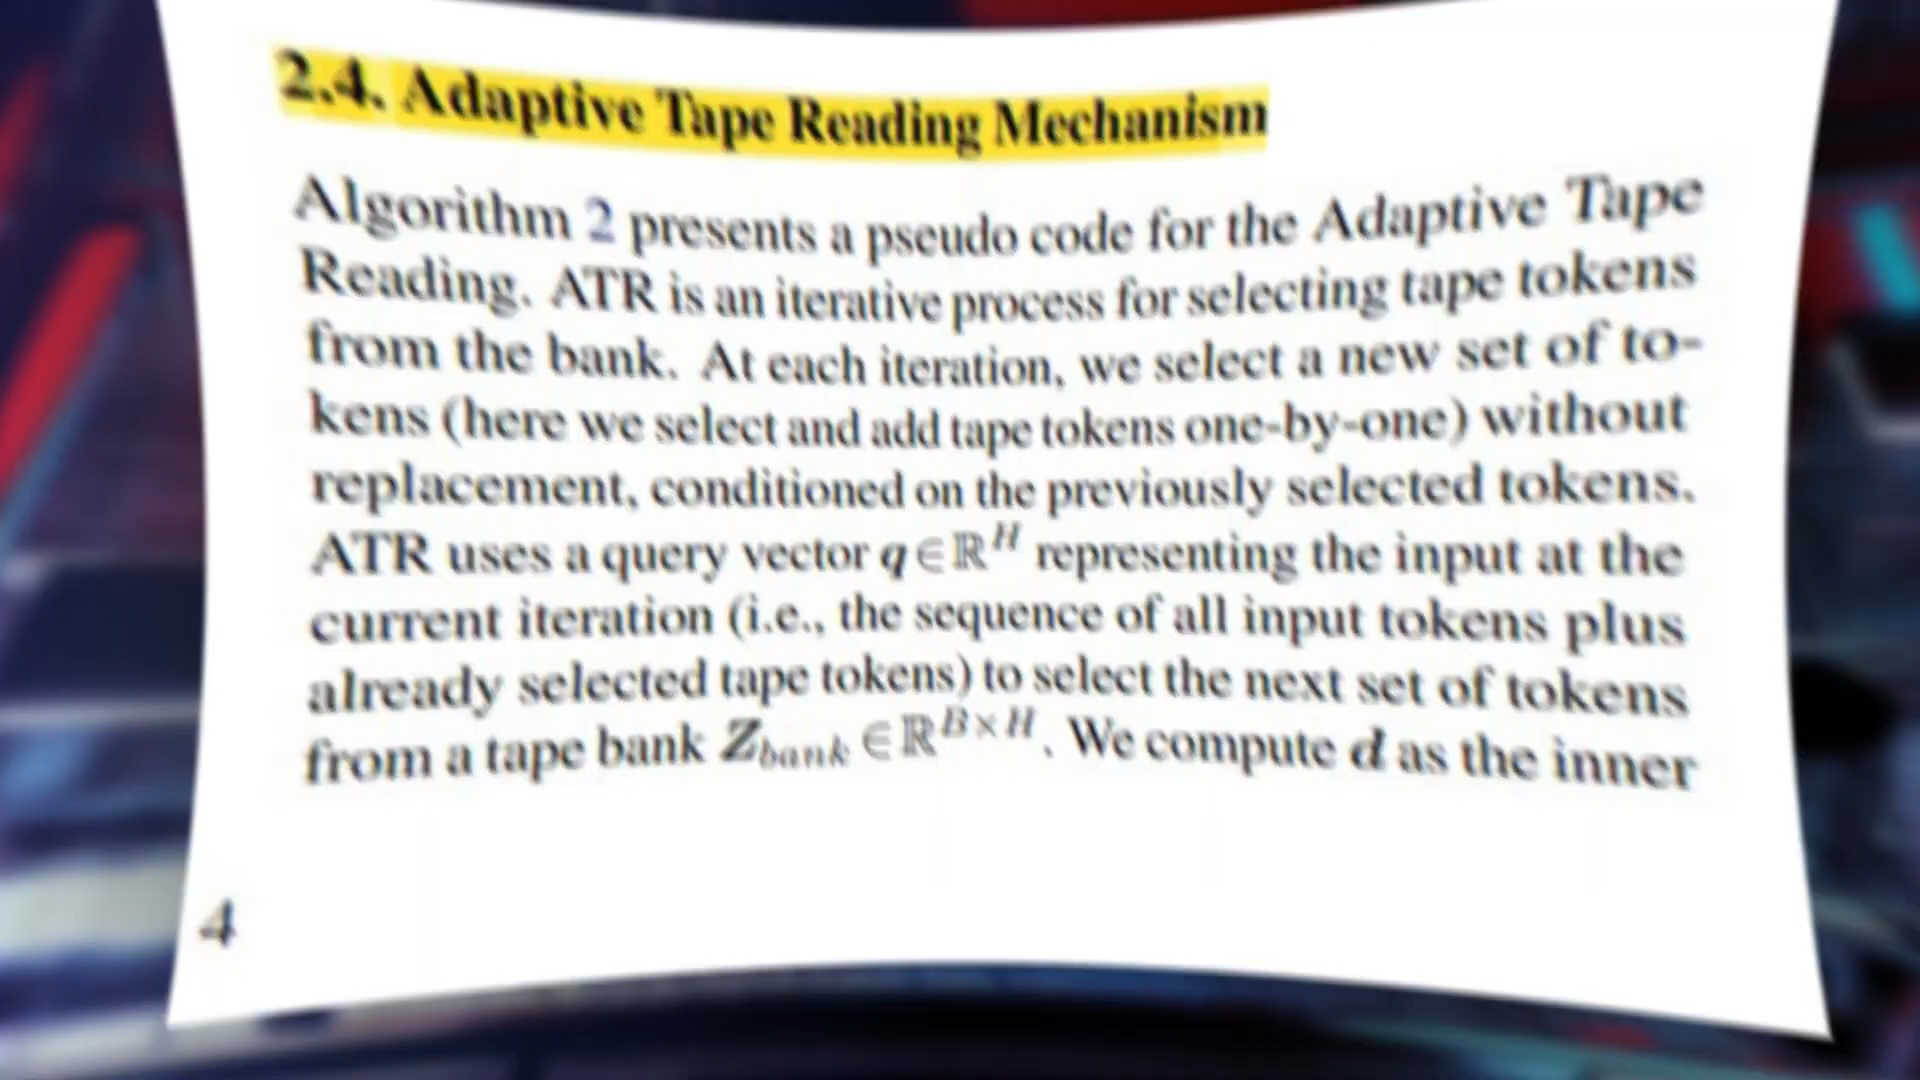 2.4. Adaptive Tape Reading Mechanism
Algorithm 2 presents a pseudo code for the Adaptive Tape
Reading. ATR is an iterative process for selecting tape tokens
from the bank. At each iteration, we select a new set of to-
kens (here we select and add tape tokens one-by-one) without
replacement, conditioned on the previously selected tokens.
ATR uses a query vector q ∈ ℝ^H representing the input at the
current iteration (i.e., the sequence of all input tokens plus
already selected tape tokens) to select the next set of tokens
from a tape bank Z_bank ∈ ℝ^{B×H}. We compute d as the inner
4